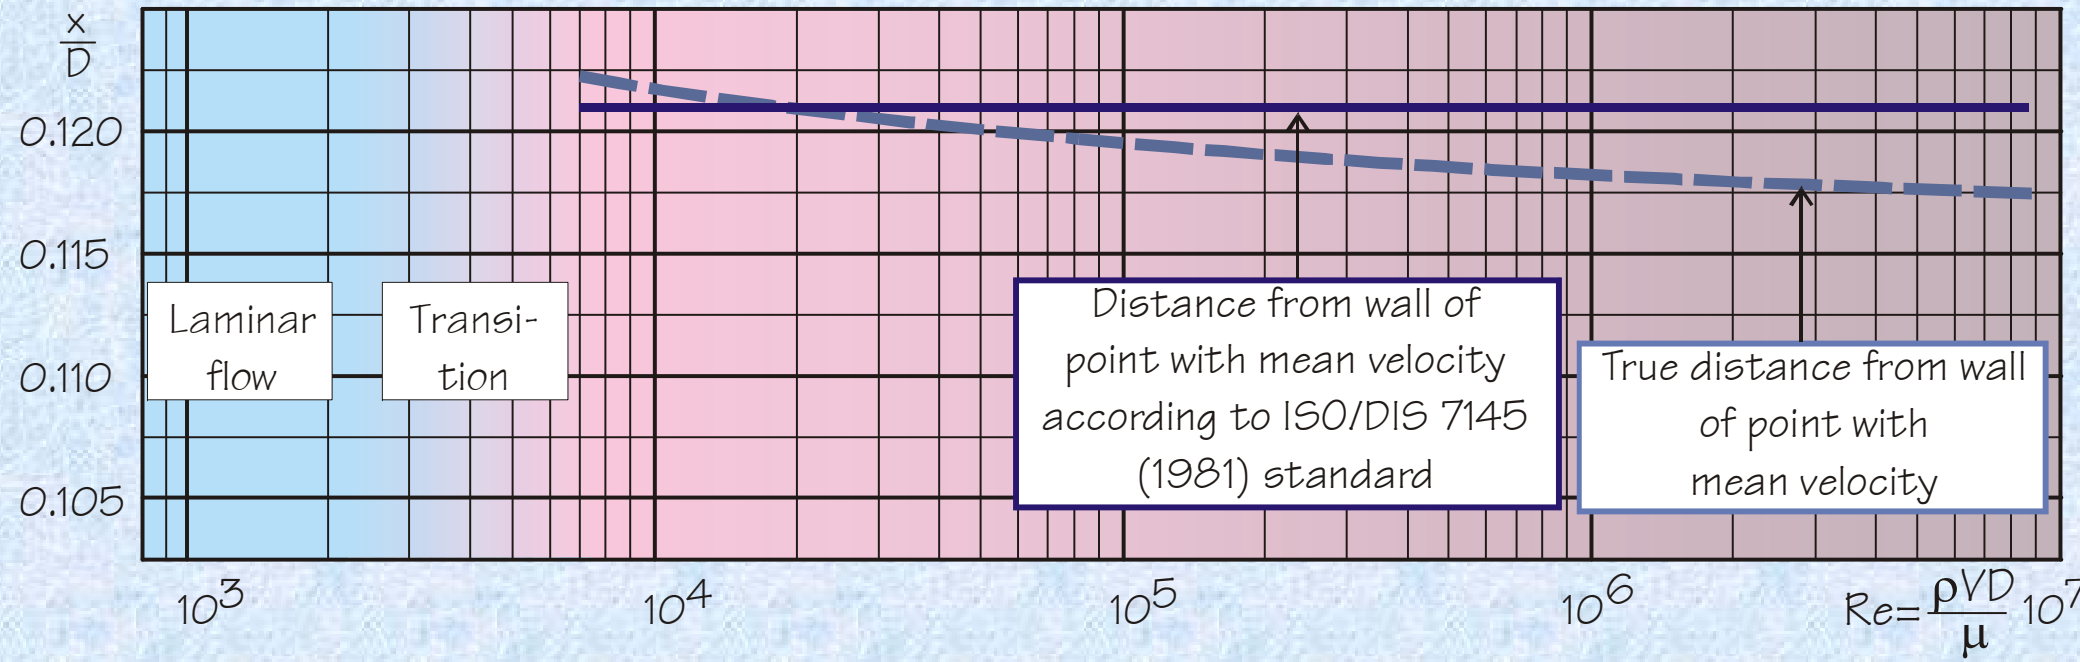 x
D
0.120
0.115
0.110
0.105
Laminar
flow
Transi-
tion
Distance from wall of
point with mean velocity
according to ISO/DIS 7145
(1981) standard
True distance from wall
of point with
mean velocity
10³
10⁴
10⁵
10⁶
Re=ρVD/μ
10⁷